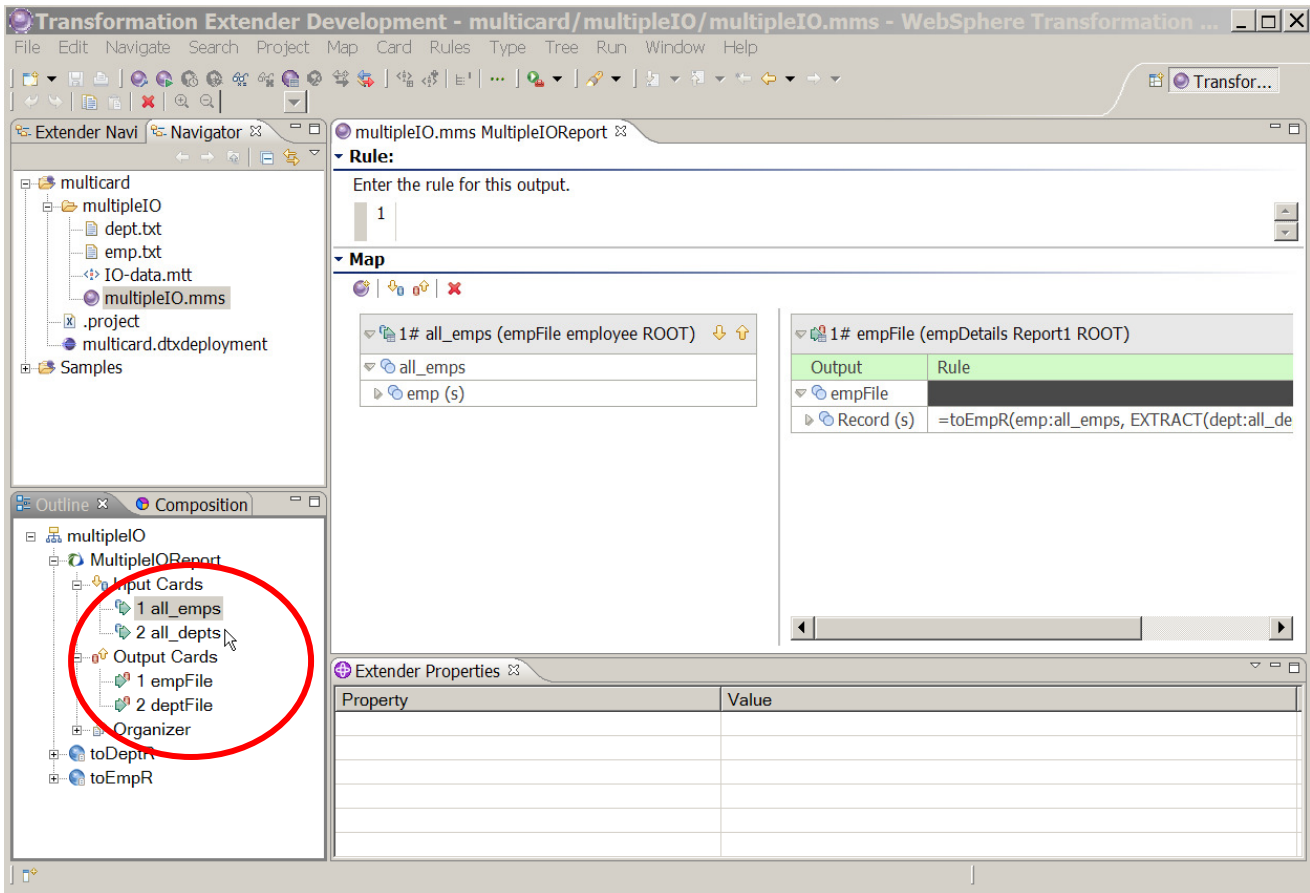 Transformation Extender Development - multicard/multipleIO/multipleIO.mms - WebSphere Transformation ...
File Edit Navigate Search Project Map Card Rules Type Tree Run Window Help
Transfor...
Extender Navi Navigator
multicard
multipleIO
dept.txt
emp.txt
IO-data.mtt
multipleIO.mms
.project
multicard.dtxdeployment
Samples
multipleIO.mms MultipleIOReport
Rule:
Enter the rule for this output.
1
Map
1# all_emps (empFile employee ROOT)
all_emps
emp (s)
1# empFile (empDetails Report1 ROOT)
Output Rule
empFile
Record (s) =toEmpR(emp:all_emps, EXTRACT(dept:all_de
Outline Composition
multipleIO
MultipleIOReport
Input Cards
1 all_emps
2 all_depts
Output Cards
1 empFile
2 deptFile
Organizer
toDeptR
toEmpR
Extender Properties
Property Value